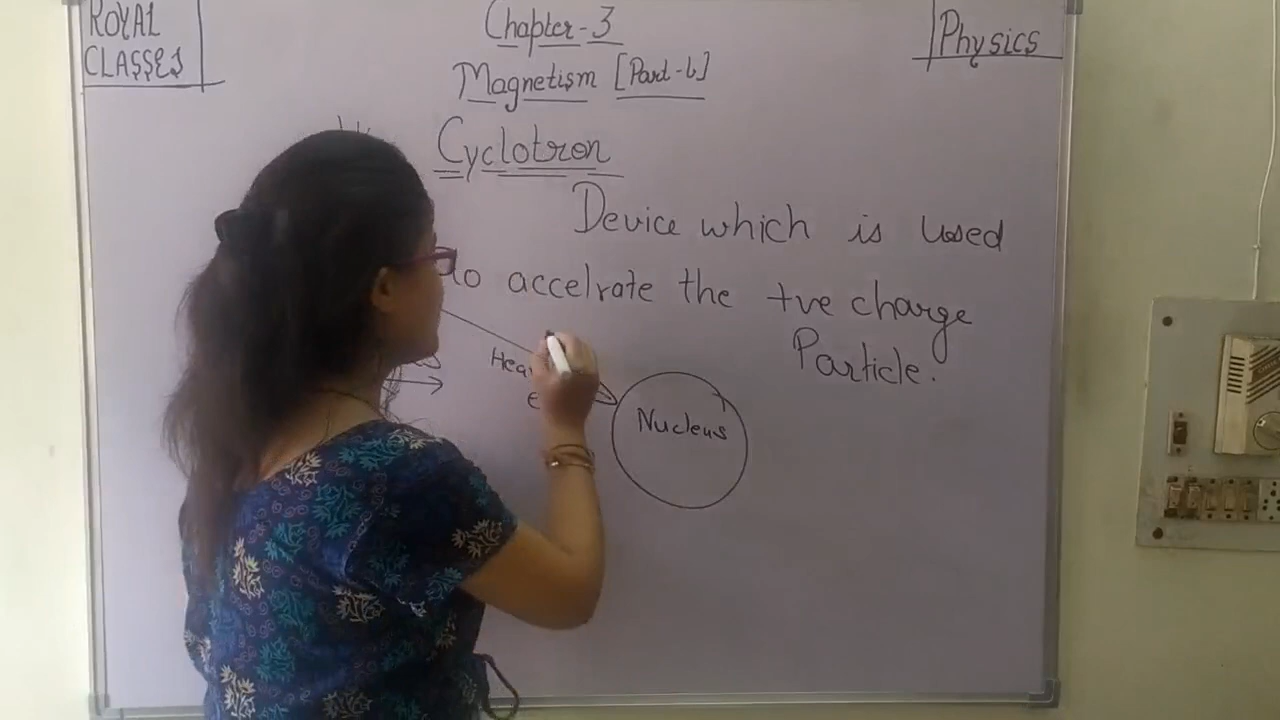 ROYAL
CLASSES
Chapter-3
Physics
Magnetism [Part-6]
Cyclotron
Device which is used
to accelrate the +ve charge
Particle.
Nucleus